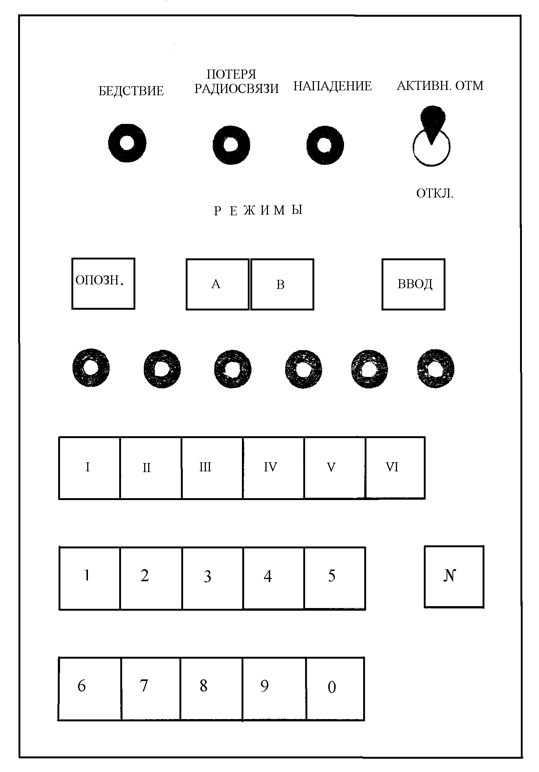 БЕДСТВИЕ
ПОТЕРЯ
РАДИОСВЯЗИ
НАПАДЕНИЕ
АКТИВН. ОТМ
ОТКЛ.
РЕЖИМЫ
ОПОЗН.
А
В
ВВОД
I II III IV V VI
1 2 3 4 5
N
6 7 8 9 0